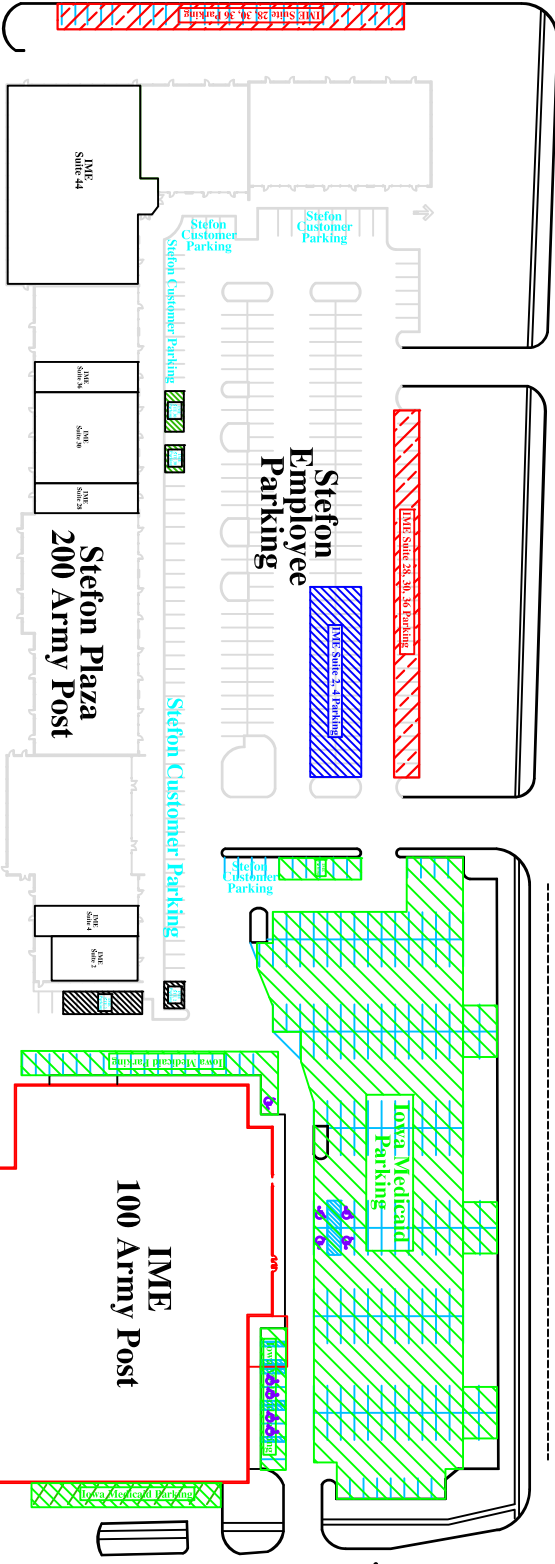 IME Suite 28, 30, 36 Parking
IME
Suite 44
Stefon
Customer
Parking
Stefon
Customer
Parking
Stefon Customer Parking
IME
Suite 36
IME
Suite 30
IME
Suite 28
Stefon
Employee
Parking
IME Suite 28, 30, 36 Parking
IME Suite 2, 4 Parking
Stefon Plaza
200 Army Post
Stefon Customer Parking
Stefon
Customer
Parking
IME
Suite 4
IME
Suite 2
Iowa Medicaid Parking
Iowa Medicaid
Parking
IME
100 Army Post
Iowa Medicaid Parking